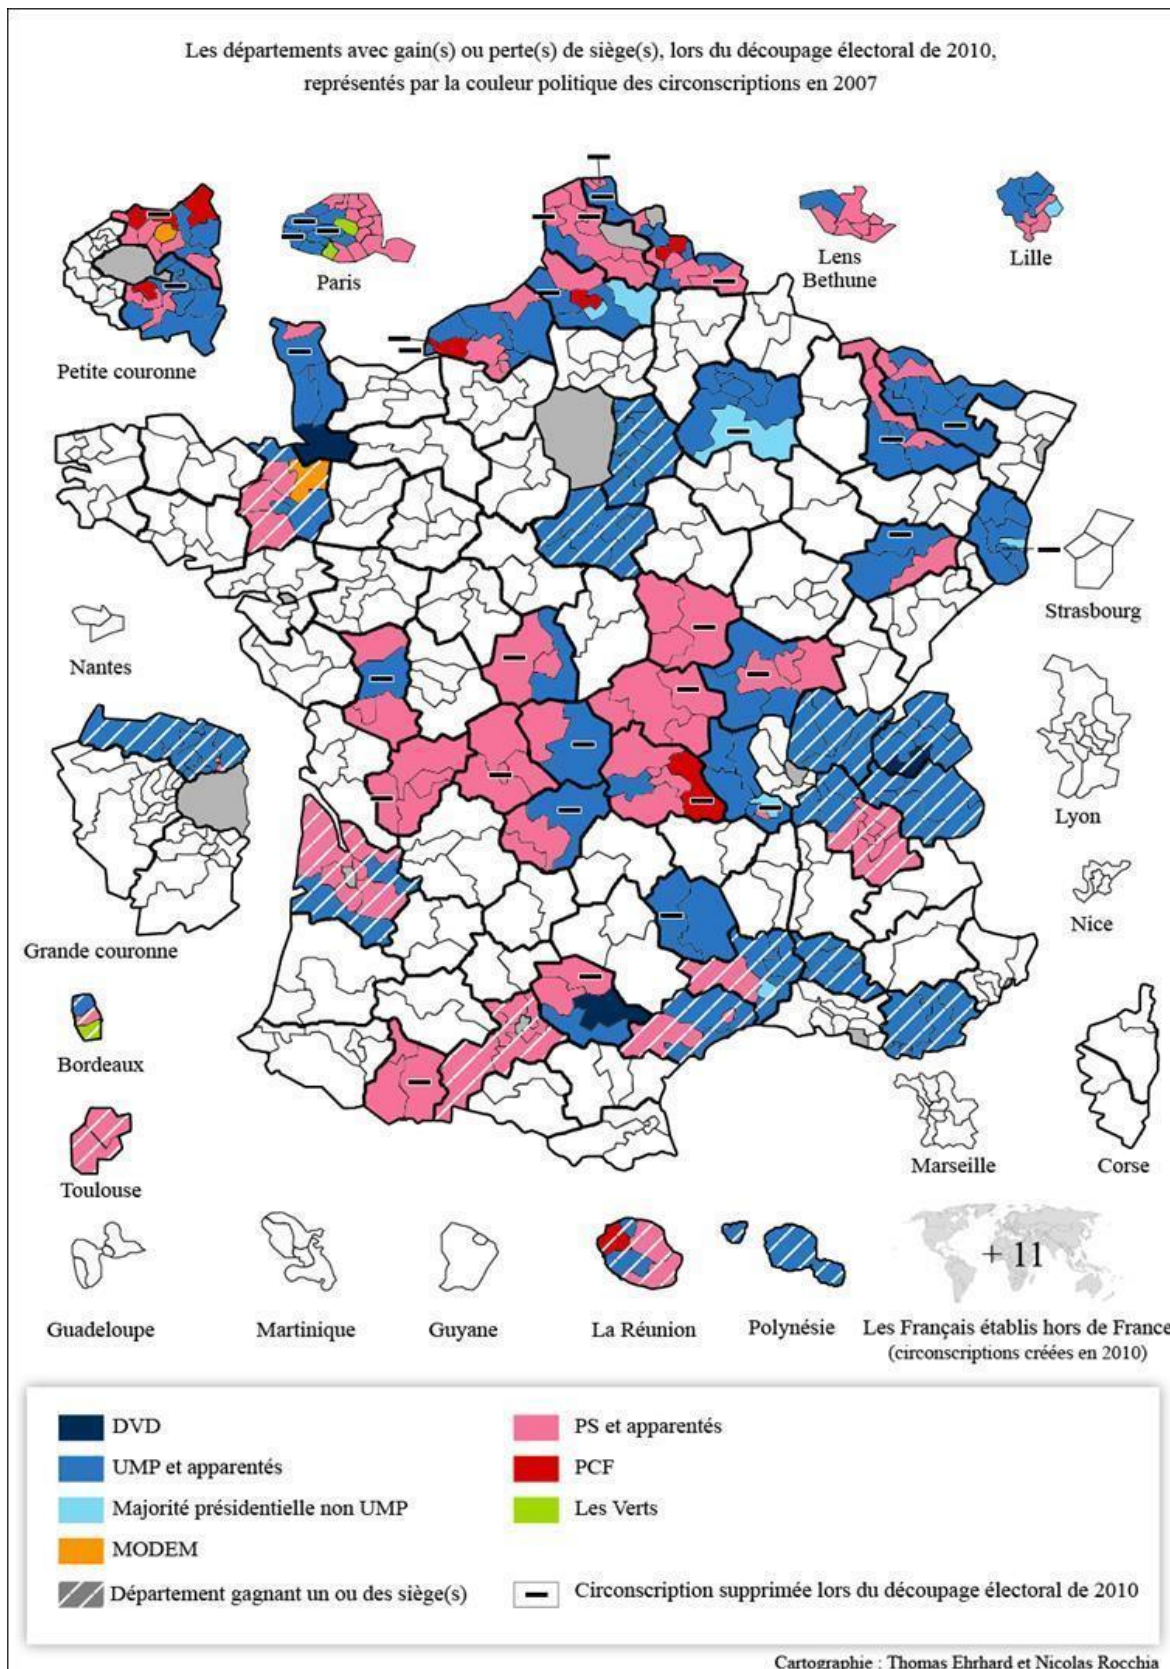 Les départements avec gain(s) ou perte(s) de siège(s), lors du découpage électoral de 2010,
représentés par la couleur politique des circonscriptions en 2007
Petite couronne
Paris
Lens
Bethune
Lille
Strasbourg
Nantes
Lyon
Grande couronne
Nice
Bordeaux
Toulouse
Marseille
Corse
+ 11
Guadeloupe
Martinique
Guyane
La Réunion
Polynésie
Les Français établis hors de France
(circonscriptions créées en 2010)
DVD
UMP et apparentés
Majorité présidentielle non UMP
MODEM
Département gagnant un ou des siège(s)
PS et apparentés
PCF
Les Verts
Circonscription supprimée lors du découpage électoral de 2010
Cartographie : Thomas Ehrhard et Nicolas Rocchia